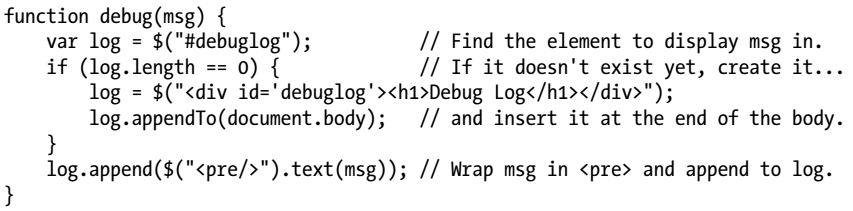 function debug(msg) {
    var log = $("#debuglog");          // Find the element to display msg in.
    if (log.length == 0) {             // If it doesn't exist yet, create it...
        log = $("<div id='debuglog'><h1>Debug Log</h1></div>");
        log.appendTo(document.body);   // and insert it at the end of the body.
    }
    log.append($("<pre/>").text(msg)); // Wrap msg in <pre> and append to log.
}